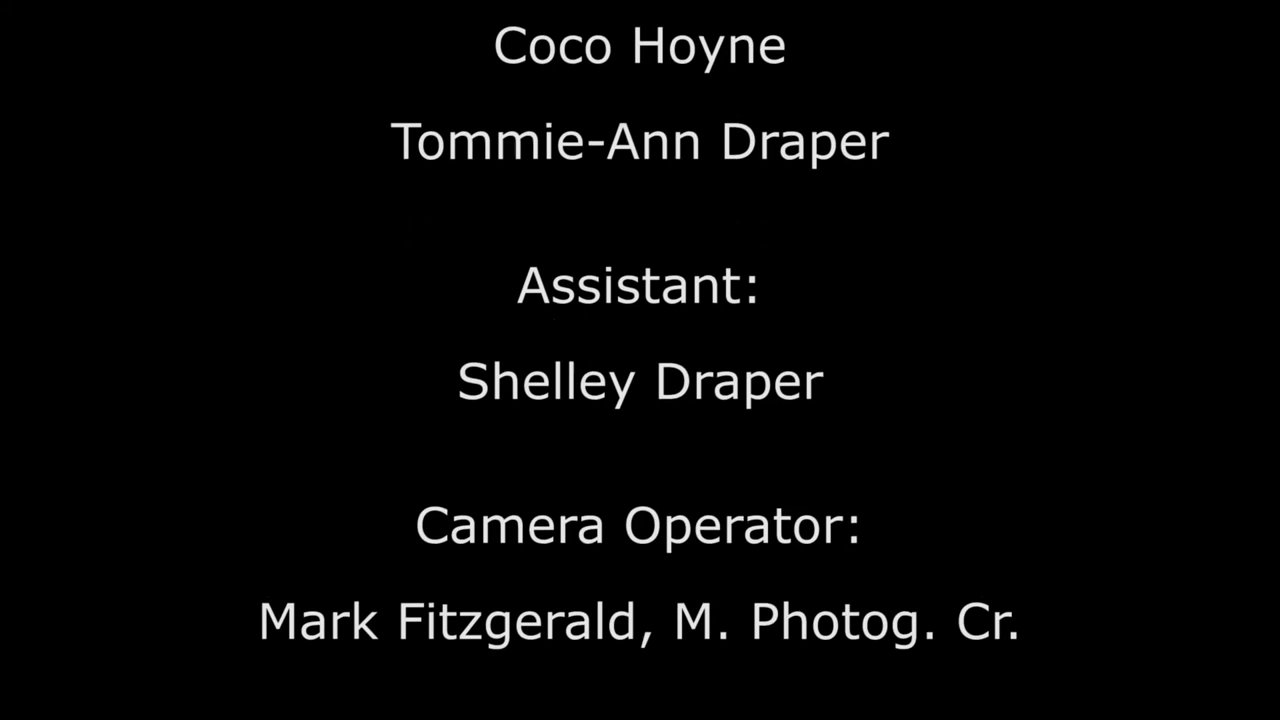 Coco Hoyne
Tommie-Ann Draper
Assistant:
Shelley Draper
Camera Operator:
Mark Fitzgerald, M. Photog. Cr.